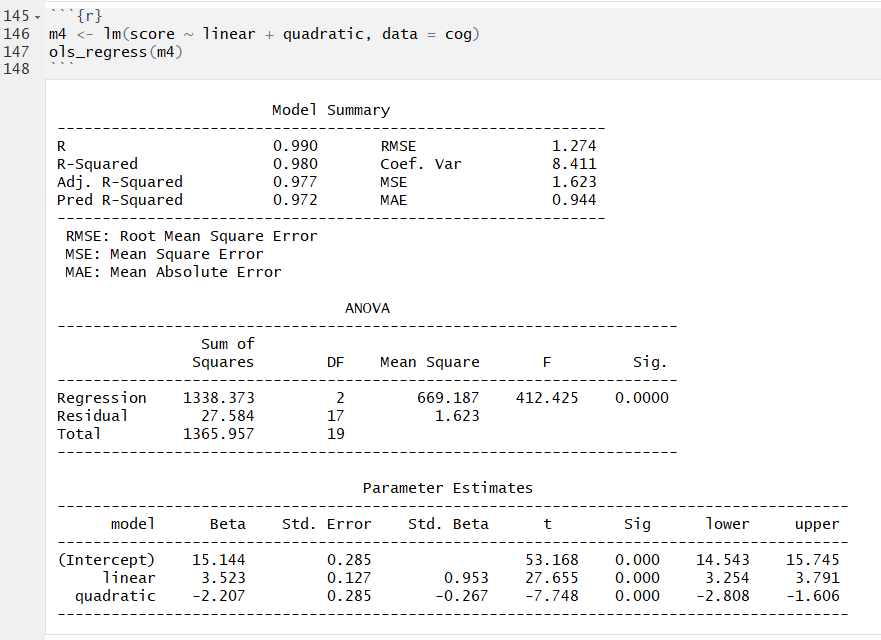 145 ```{r}
146 m4 <- lm(score ~ linear + quadratic, data = cog)
147 ols_regress(m4)
148 ```
Model Summary
--------------------------------------------------------------
R 0.990 RMSE 1.274
R-Squared 0.980 Coef. Var 8.411
Adj. R-Squared 0.977 MSE 1.623
Pred R-Squared 0.972 MAE 0.944
--------------------------------------------------------------
RMSE: Root Mean Square Error
MSE: Mean Square Error
MAE: Mean Absolute Error
ANOVA
----------------------------------------------------------------------
Sum of
Squares DF Mean Square F Sig.
----------------------------------------------------------------------
Regression 1338.373 2 669.187 412.425 0.0000
Residual 27.584 17 1.623
Total 1365.957 19
----------------------------------------------------------------------
Parameter Estimates
-----------------------------------------------------------------------------------------
model Beta Std. Error Std. Beta t Sig lower upper
-----------------------------------------------------------------------------------------
(Intercept) 15.144 0.285 53.168 0.000 14.543 15.745
linear 3.523 0.127 0.953 27.655 0.000 3.254 3.791
quadratic -2.207 0.285 -0.267 -7.748 0.000 -2.808 -1.606
-----------------------------------------------------------------------------------------